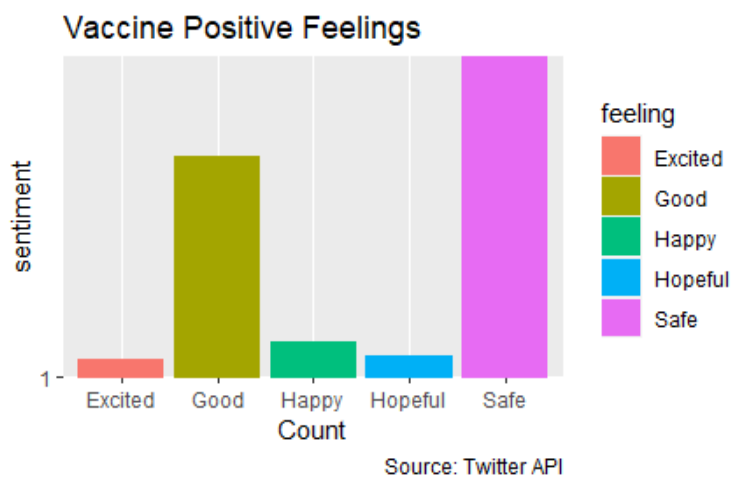 Vaccine Positive Feelings
sentiment
1
Excited Good Happy Hopeful Safe
Count
Source: Twitter API
feeling
Excited
Good
Happy
Hopeful
Safe